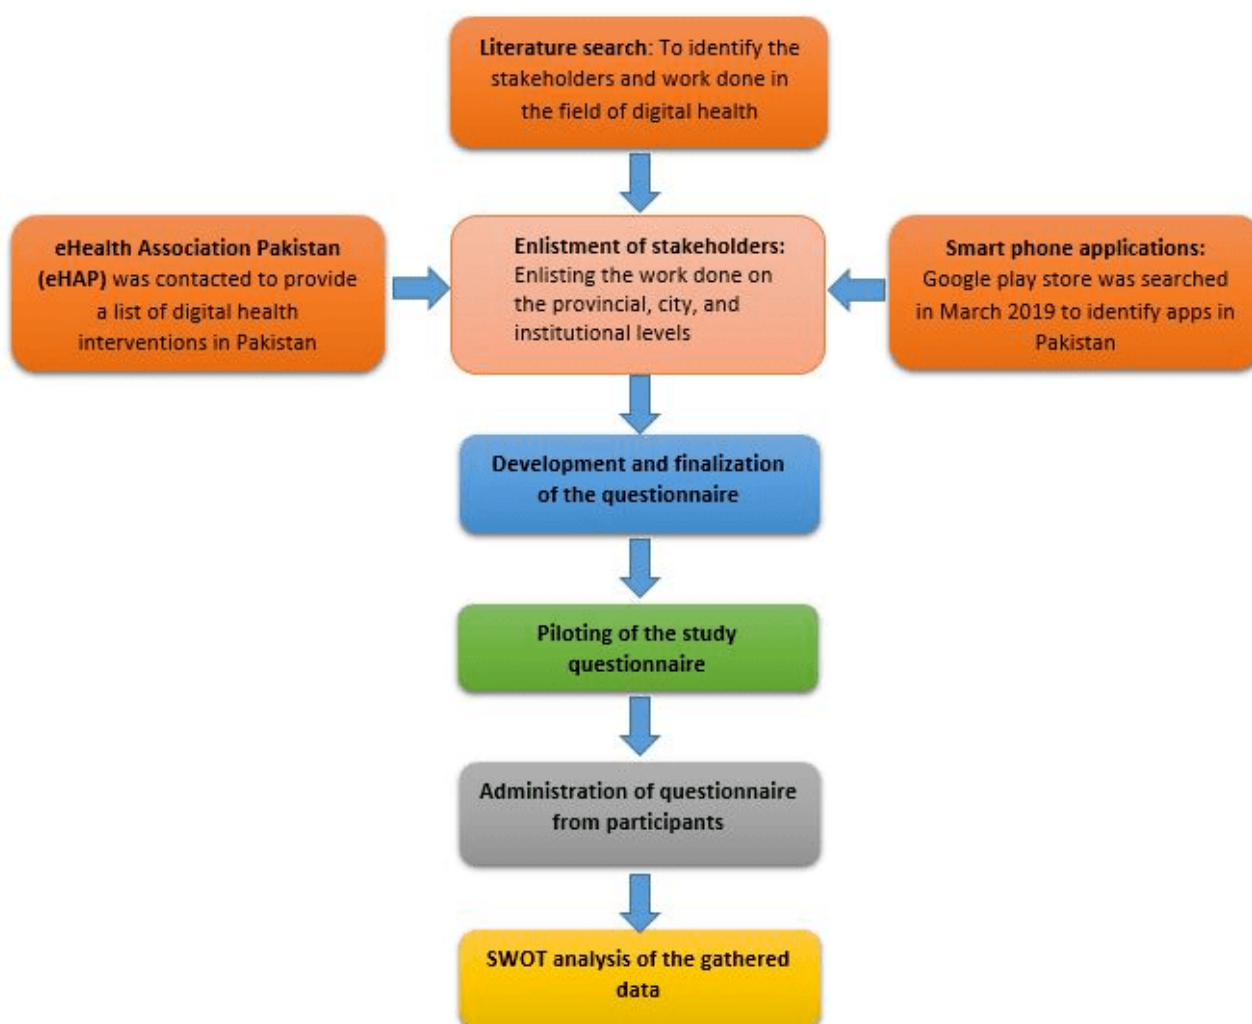 Literature search: To identify the
stakeholders and work done in
the field of digital health
eHealth Association Pakistan
(eHAP) was contacted to provide
a list of digital health
interventions in Pakistan
Enlistment of stakeholders:
Enlisting the work done on
the provincial, city, and
institutional levels
Smart phone applications:
Google play store was searched
in March 2019 to identify apps in
Pakistan
Development and finalization
of the questionnaire
Piloting of the study
questionnaire
Administration of questionnaire
from participants
SWOT analysis of the gathered
data